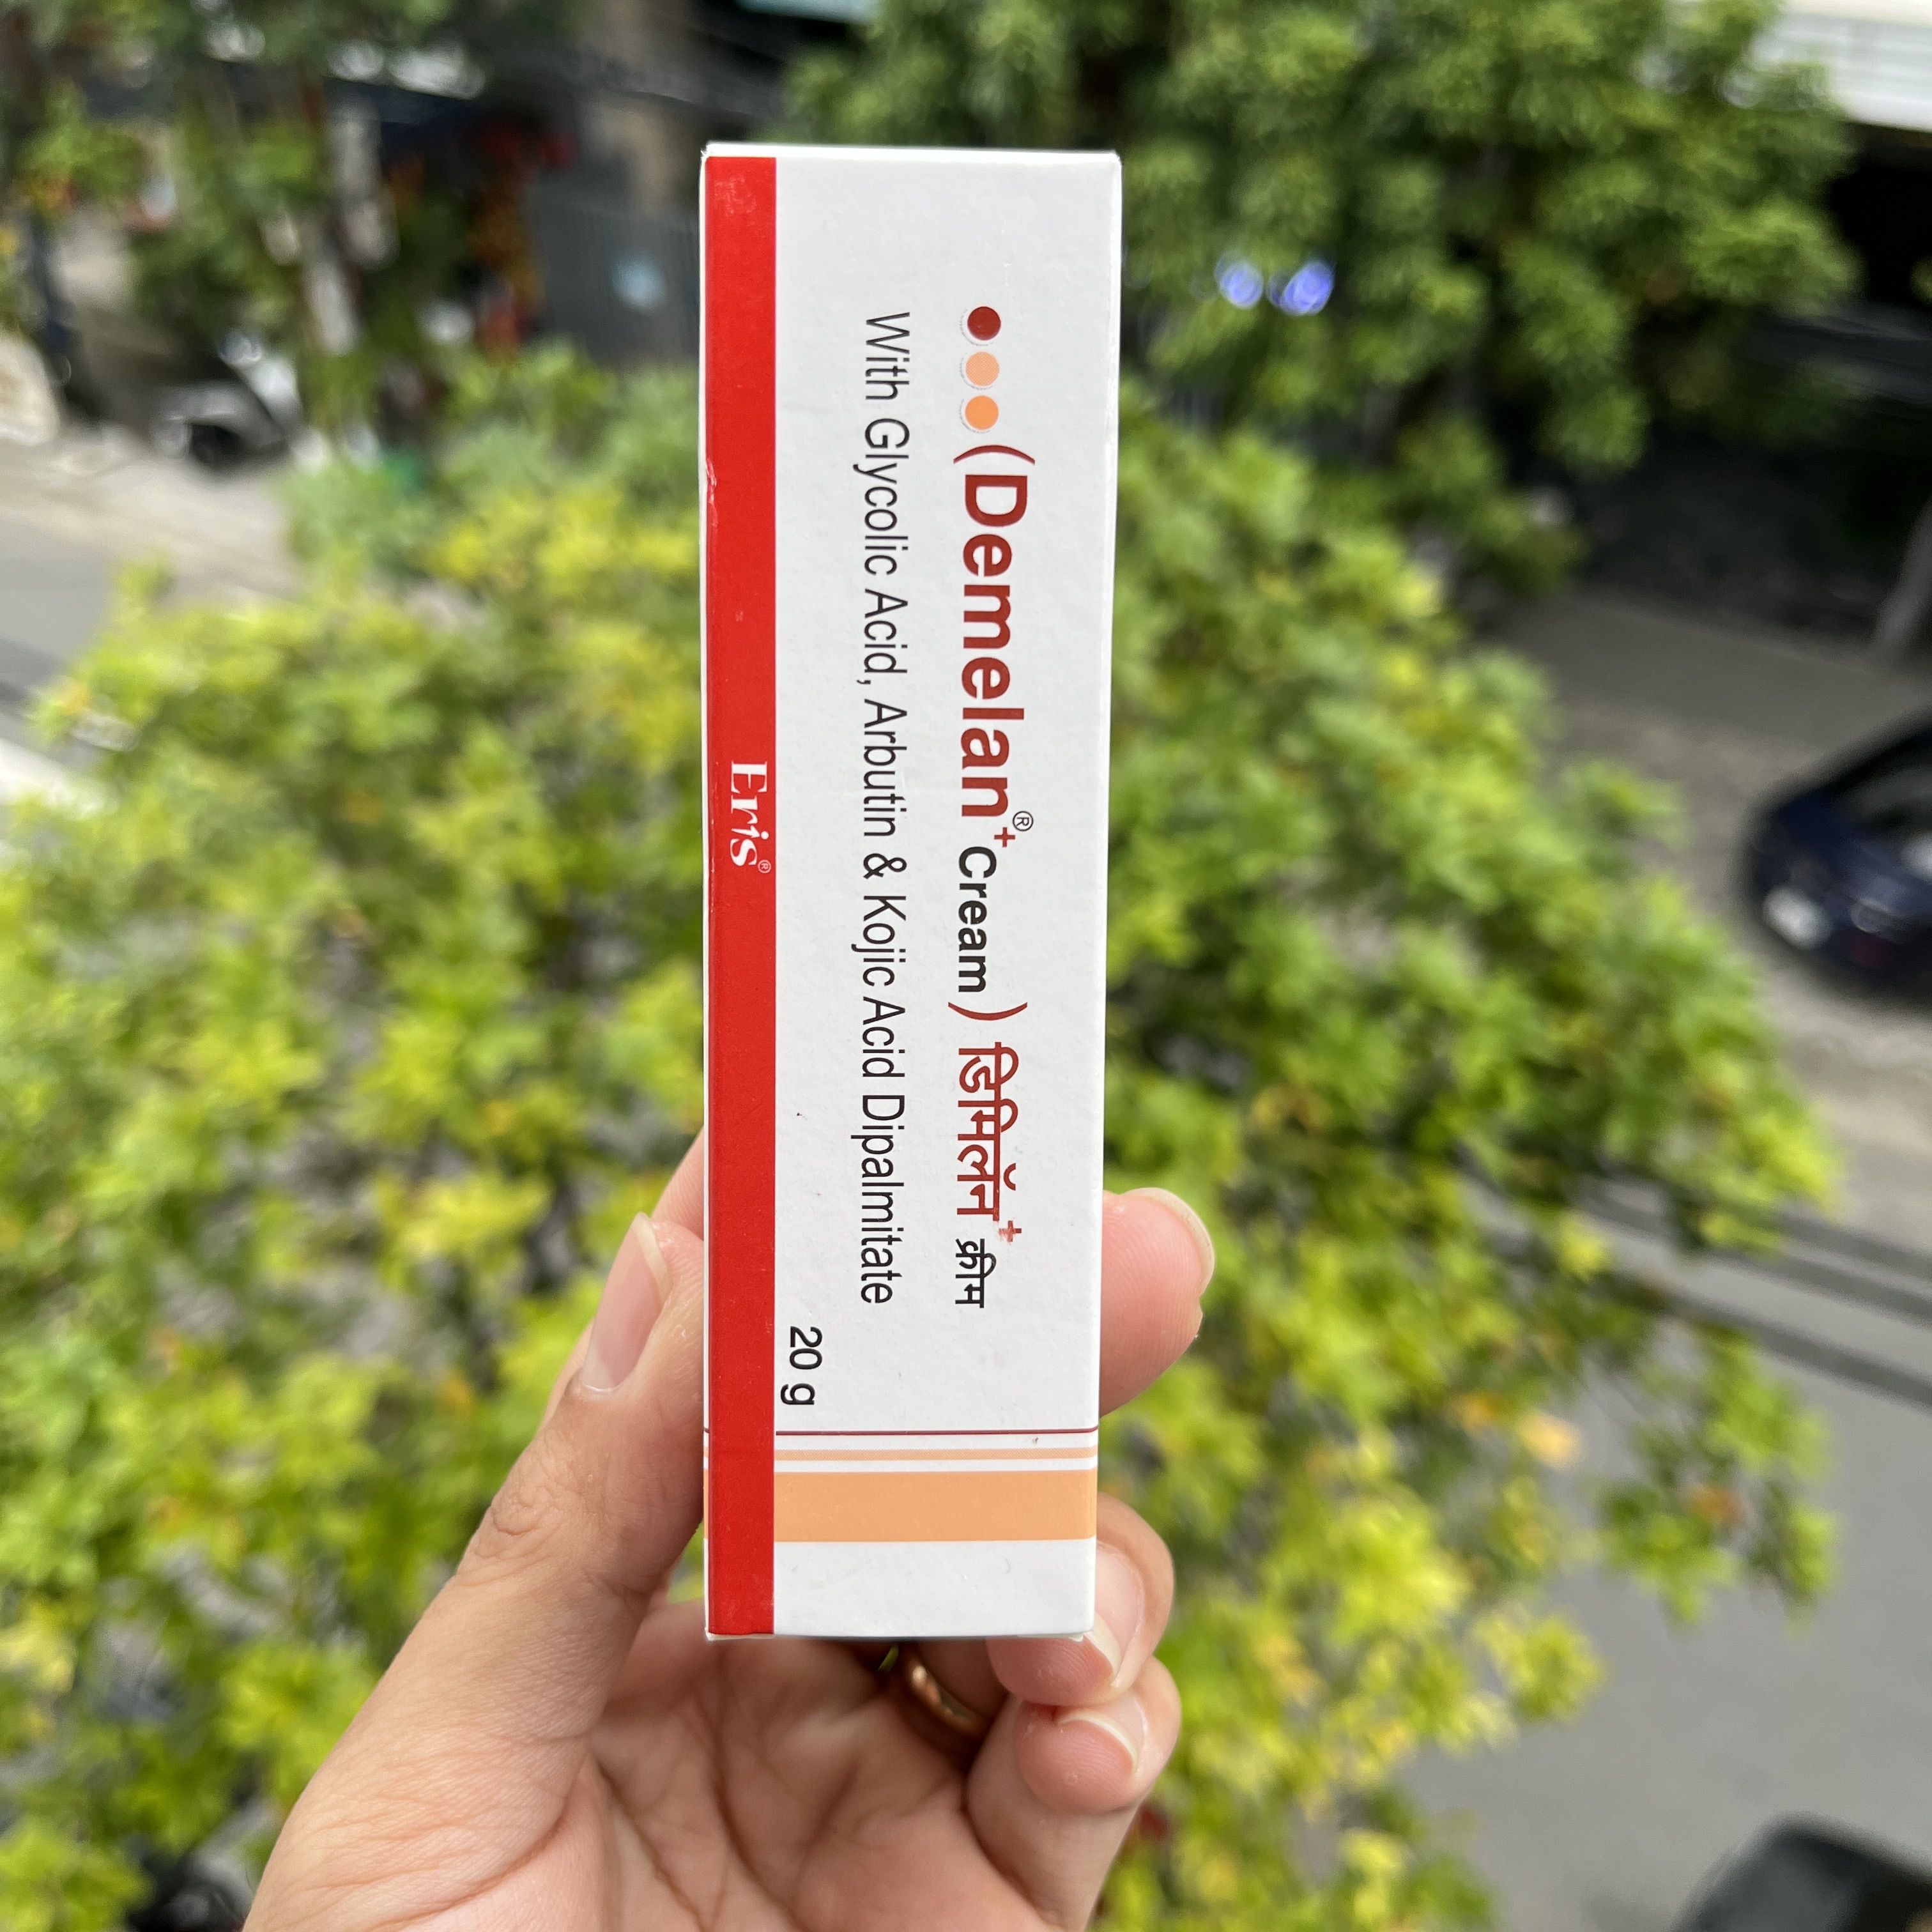 (Demelan®+ Cream) डिमिलॅन+ क्रीम
With Glycolic Acid, Arbutin & Kojic Acid Dipalmitate
20 g
Eris®